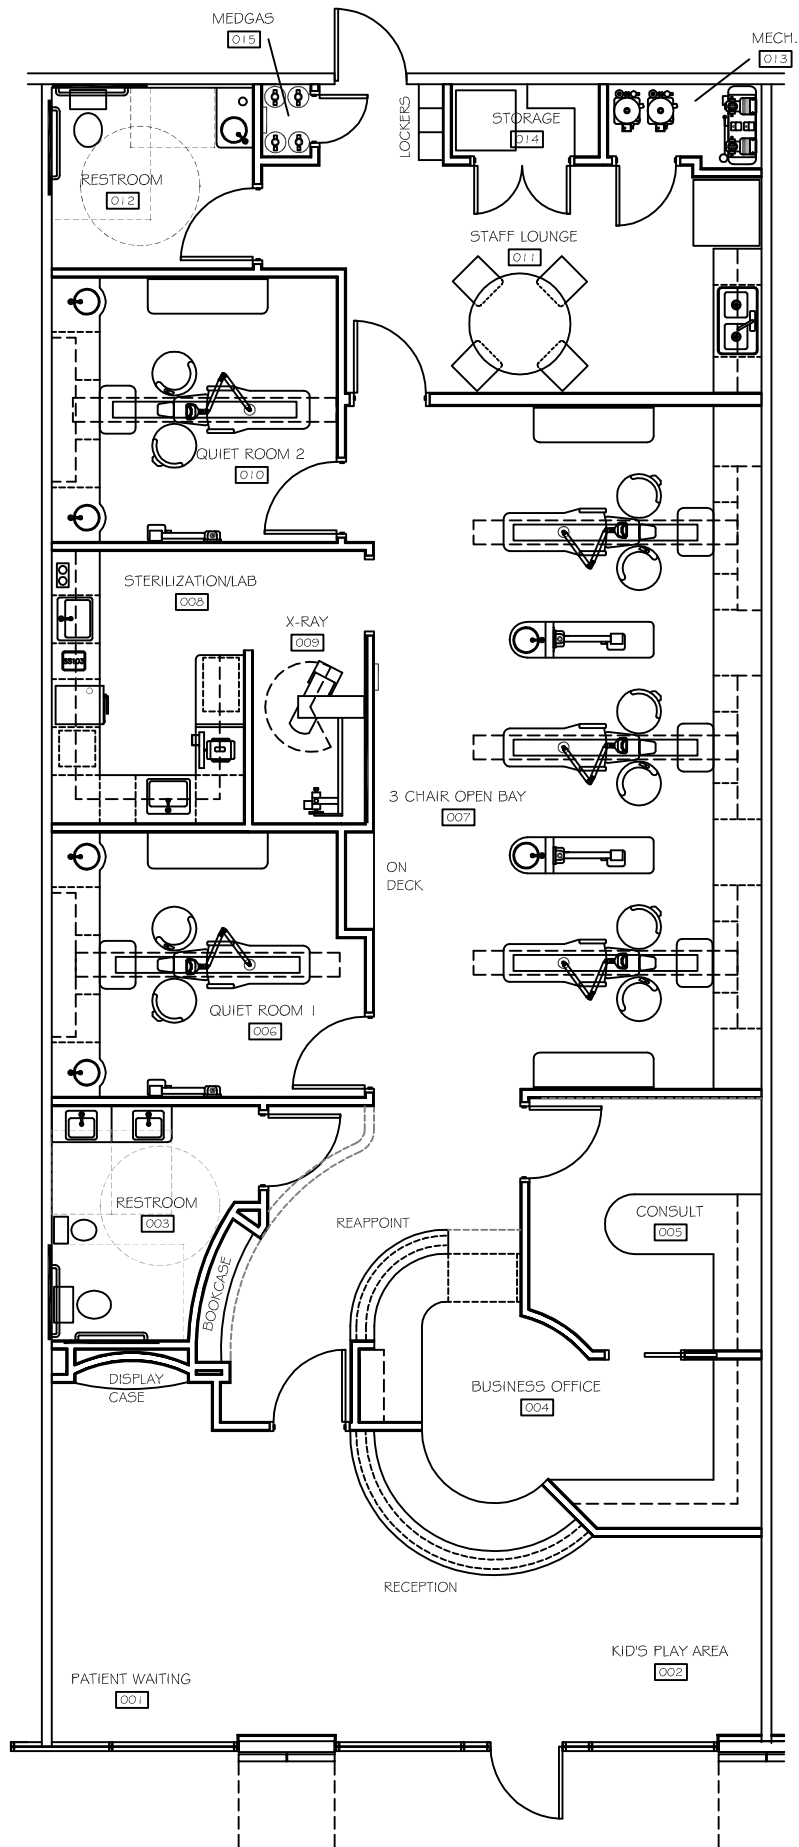 MEDGAS
015
MECH.
013
LOCKERS
STORAGE
014
RESTROOM
012
STAFF LOUNGE
011
QUIET ROOM 2
010
STERILIZATION/LAB
008
X-RAY
009
3 CHAIR OPEN BAY
007
ON
DECK
QUIET ROOM 1
006
RESTROOM
003
CONSULT
005
REAPPOINT
BOOKCASE
DISPLAY
CASE
BUSINESS OFFICE
004
RECEPTION
KID'S PLAY AREA
002
PATIENT WAITING
001